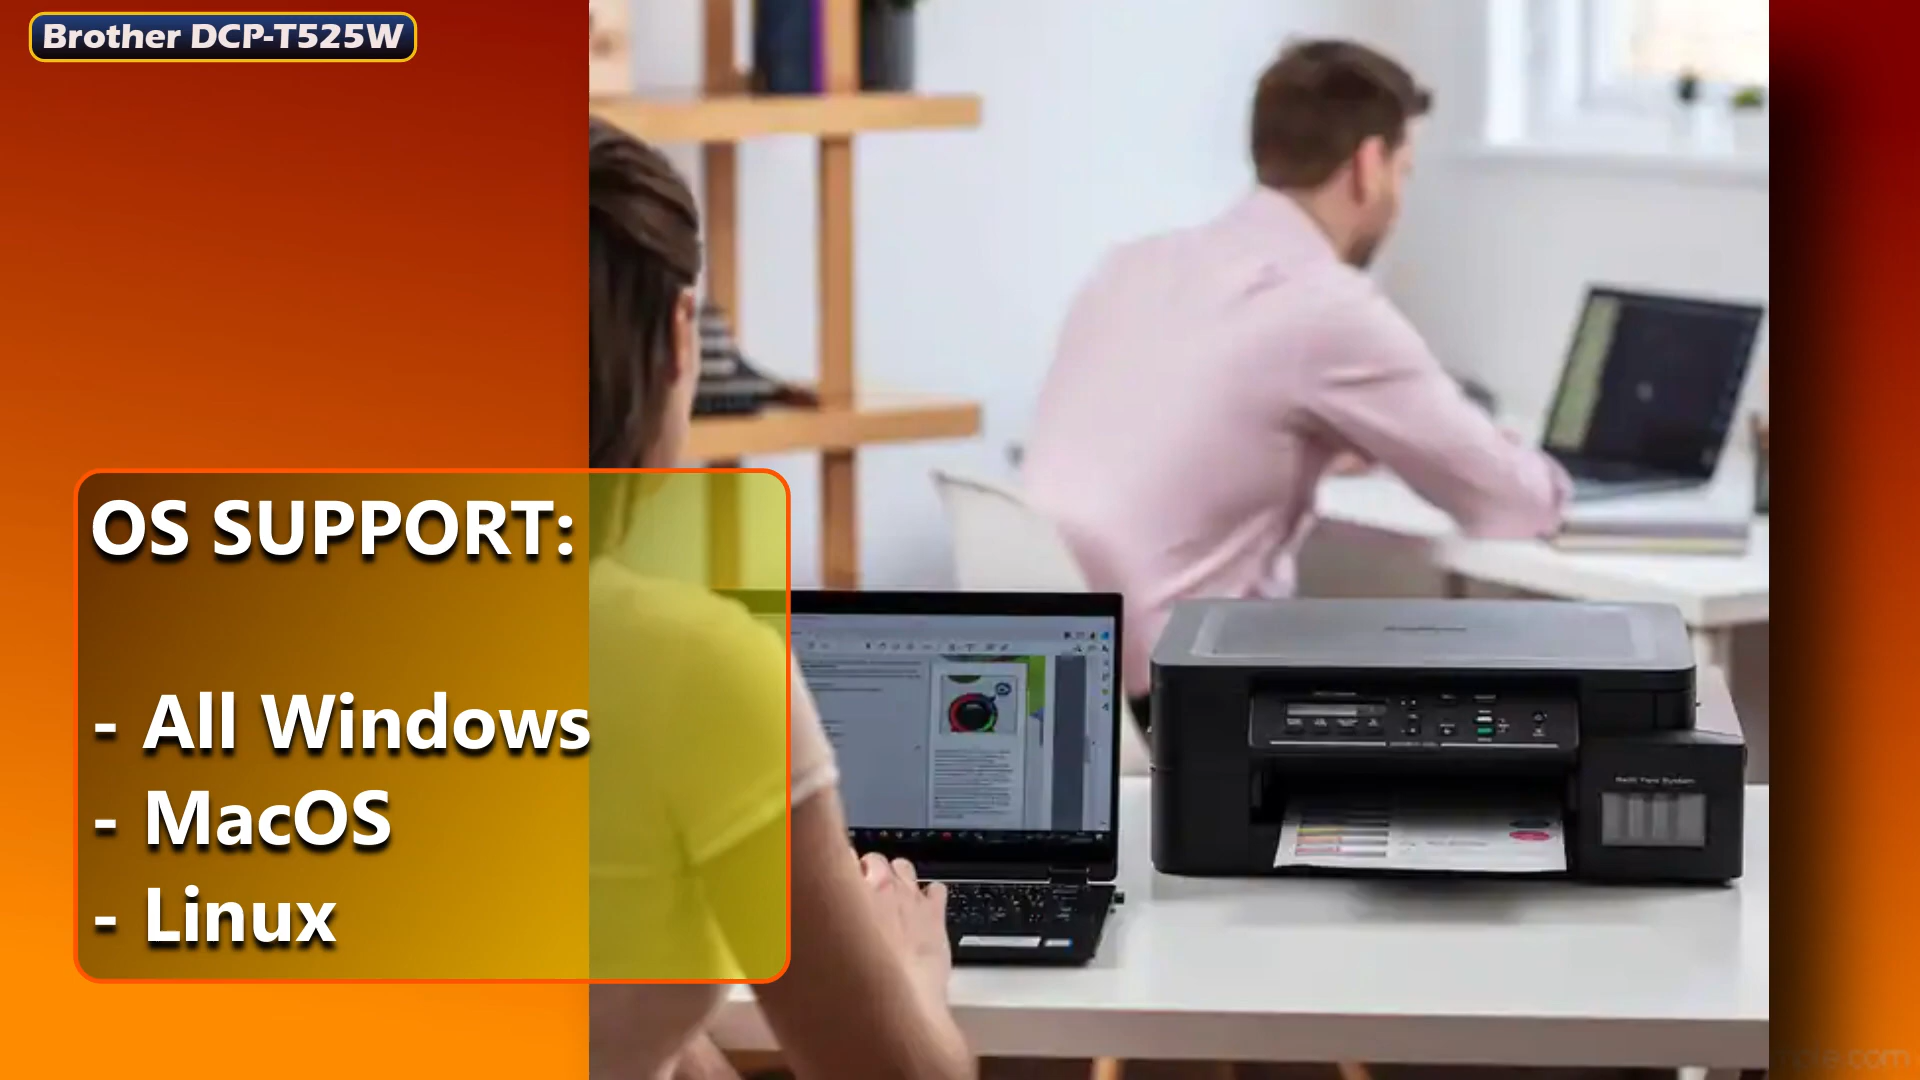 Brother DCP-T525W
OS SUPPORT:
- All Windows
- MacOS
- Linux